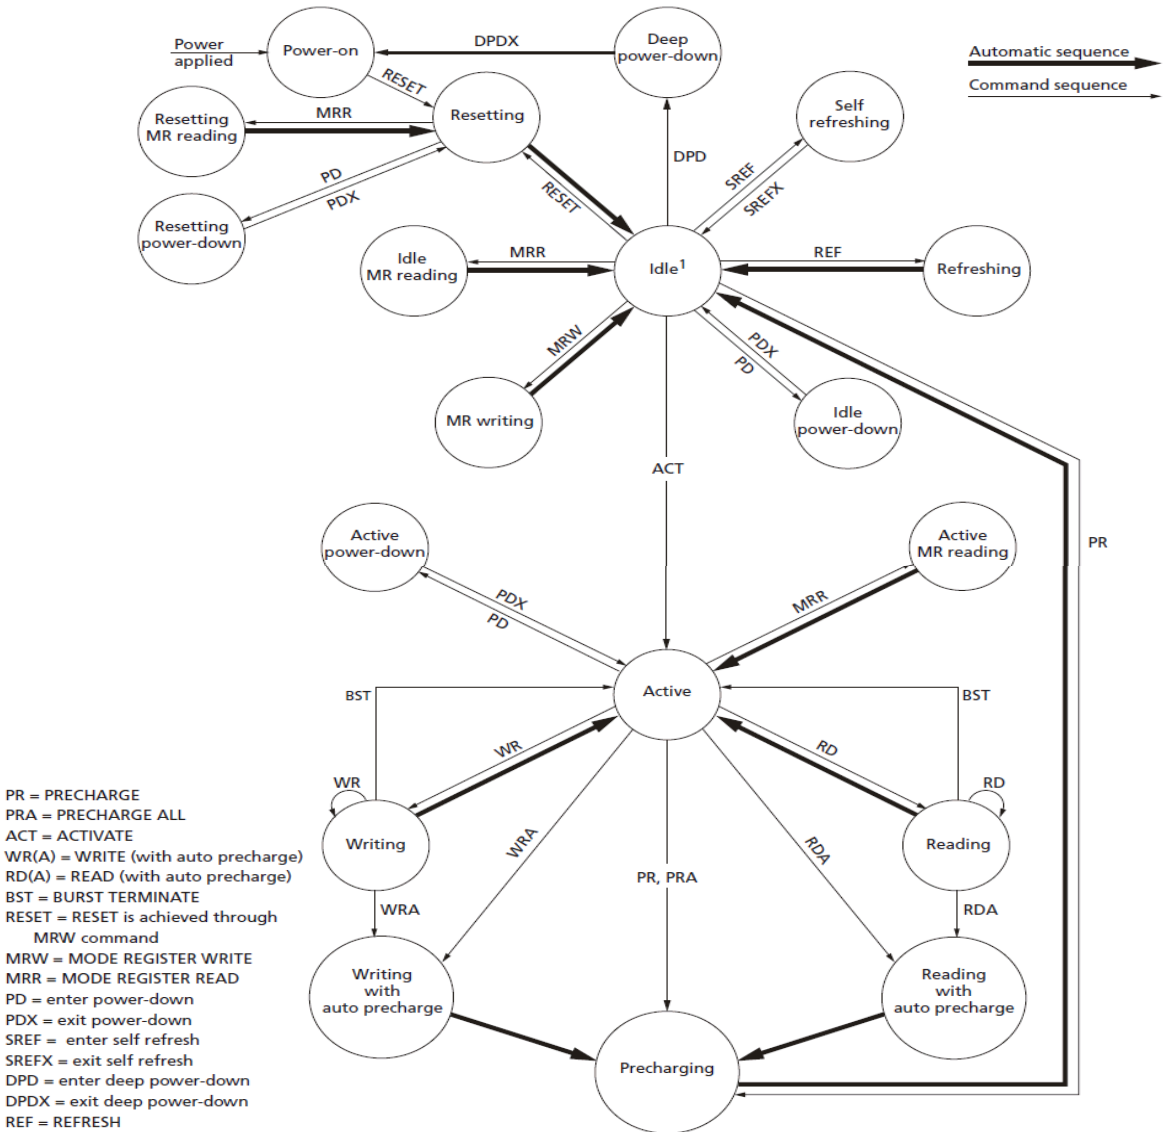 Power
applied
Power-on
DPDX
Deep
power-down
Automatic sequence
Command sequence
RESET
Resetting
MR reading
MRR
Resetting
Self
refreshing
DPD
SREF
SREFX
PD
PDX
RESET
Resetting
power-down
Idle
MR reading
MRR
Idle1
REF
Refreshing
MRW
PDX
PD
MR writing
Idle
power-down
ACT
Active
power-down
Active
MR reading
PR
PDX
PD
MRR
Active
BST
BST
WR
RD
WR
RD
Writing
Reading
WRA
RDA
PR, PRA
WRA
RDA
Writing
with
auto precharge
Reading
with
auto precharge
Precharging
PR = PRECHARGE
PRA = PRECHARGE ALL
ACT = ACTIVATE
WR(A) = WRITE (with auto precharge)
RD(A) = READ (with auto precharge)
BST = BURST TERMINATE
RESET = RESET is achieved through
MRW command
MRW = MODE REGISTER WRITE
MRR = MODE REGISTER READ
PD = enter power-down
PDX = exit power-down
SREF = enter self refresh
SREFX = exit self refresh
DPD = enter deep power-down
DPDX = exit deep power-down
REF = REFRESH